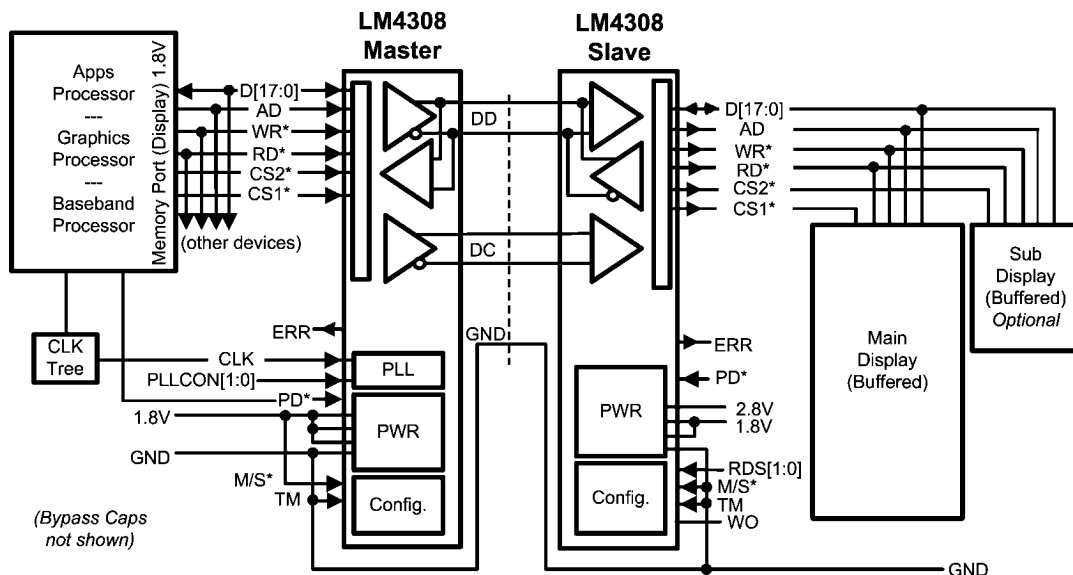 LM4308
Master
LM4308
Slave
Apps
Processor
---
Graphics
Processor
---
Baseband
Processor
Memory Port (Display) 1.8V
D[17:0]
AD
WR*
RD*
CS2*
CS1*
(other devices)
DD
DC
D[17:0]
AD
WR*
RD*
CS2*
CS1*
Sub
Display
(Buffered)
Optional
Main
Display
(Buffered)
CLK
Tree
ERR
CLK
PLLCON[1:0]
PD*
1.8V
GND
M/S*
TM
PLL
PWR
Config.
GND
PWR
Config.
ERR
PD*
2.8V
1.8V
RDS[1:0]
M/S*
TM
WO
GND
(Bypass Caps
not shown)